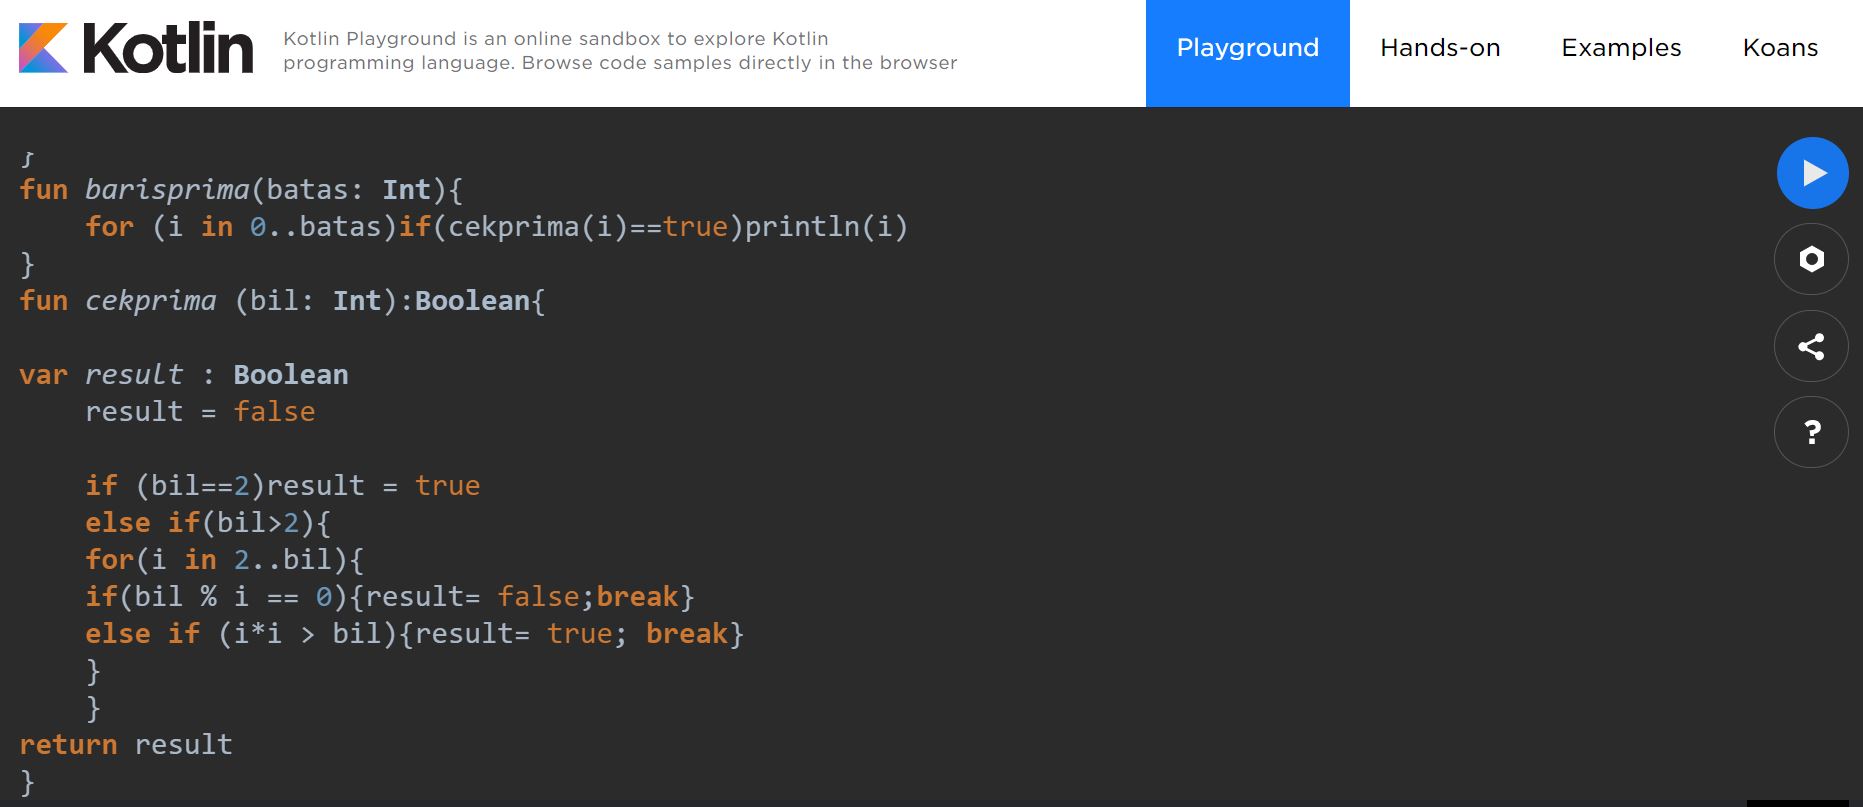 Kotlin
Kotlin Playground is an online sandbox to explore Kotlin
programming language. Browse code samples directly in the browser
Playground
Hands-on
Examples
Koans
}
fun barisprima(batas: Int){
    for (i in 0..batas)if(cekprima(i)==true)println(i)
}
fun cekprima (bil: Int):Boolean{
var result : Boolean
    result = false
    if (bil==2)result = true
    else if(bil>2){
    for(i in 2..bil){
    if(bil % i == 0){result= false;break}
    else if (i*i > bil){result= true; break}
    }
    }
return result
}
?